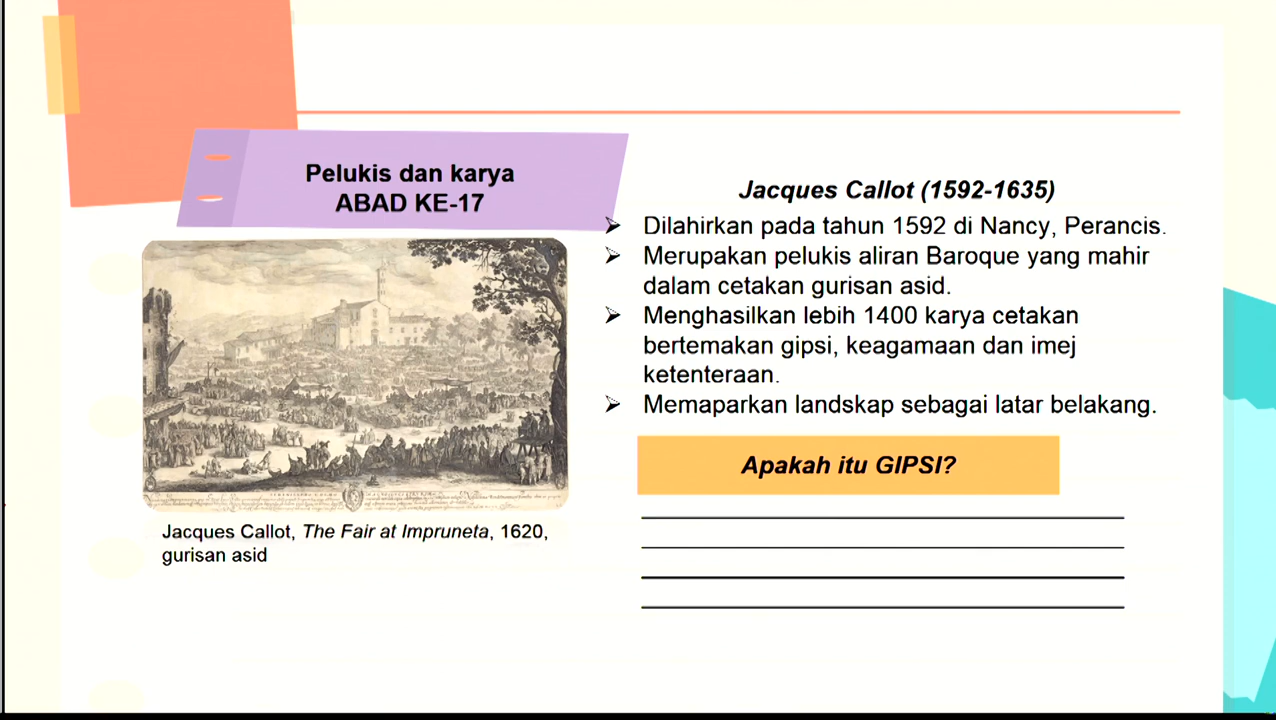 Pelukis dan karya
ABAD KE-17
Jacques Callot, The Fair at Impruneta, 1620,
gurisan asid
Jacques Callot (1592-1635)
Dilahirkan pada tahun 1592 di Nancy, Perancis.
Merupakan pelukis aliran Baroque yang mahir
dalam cetakan gurisan asid.
Menghasilkan lebih 1400 karya cetakan
bertemakan gipsi, keagamaan dan imej
ketenteraan.
Memaparkan landskap sebagai latar belakang.
Apakah itu GIPSI?